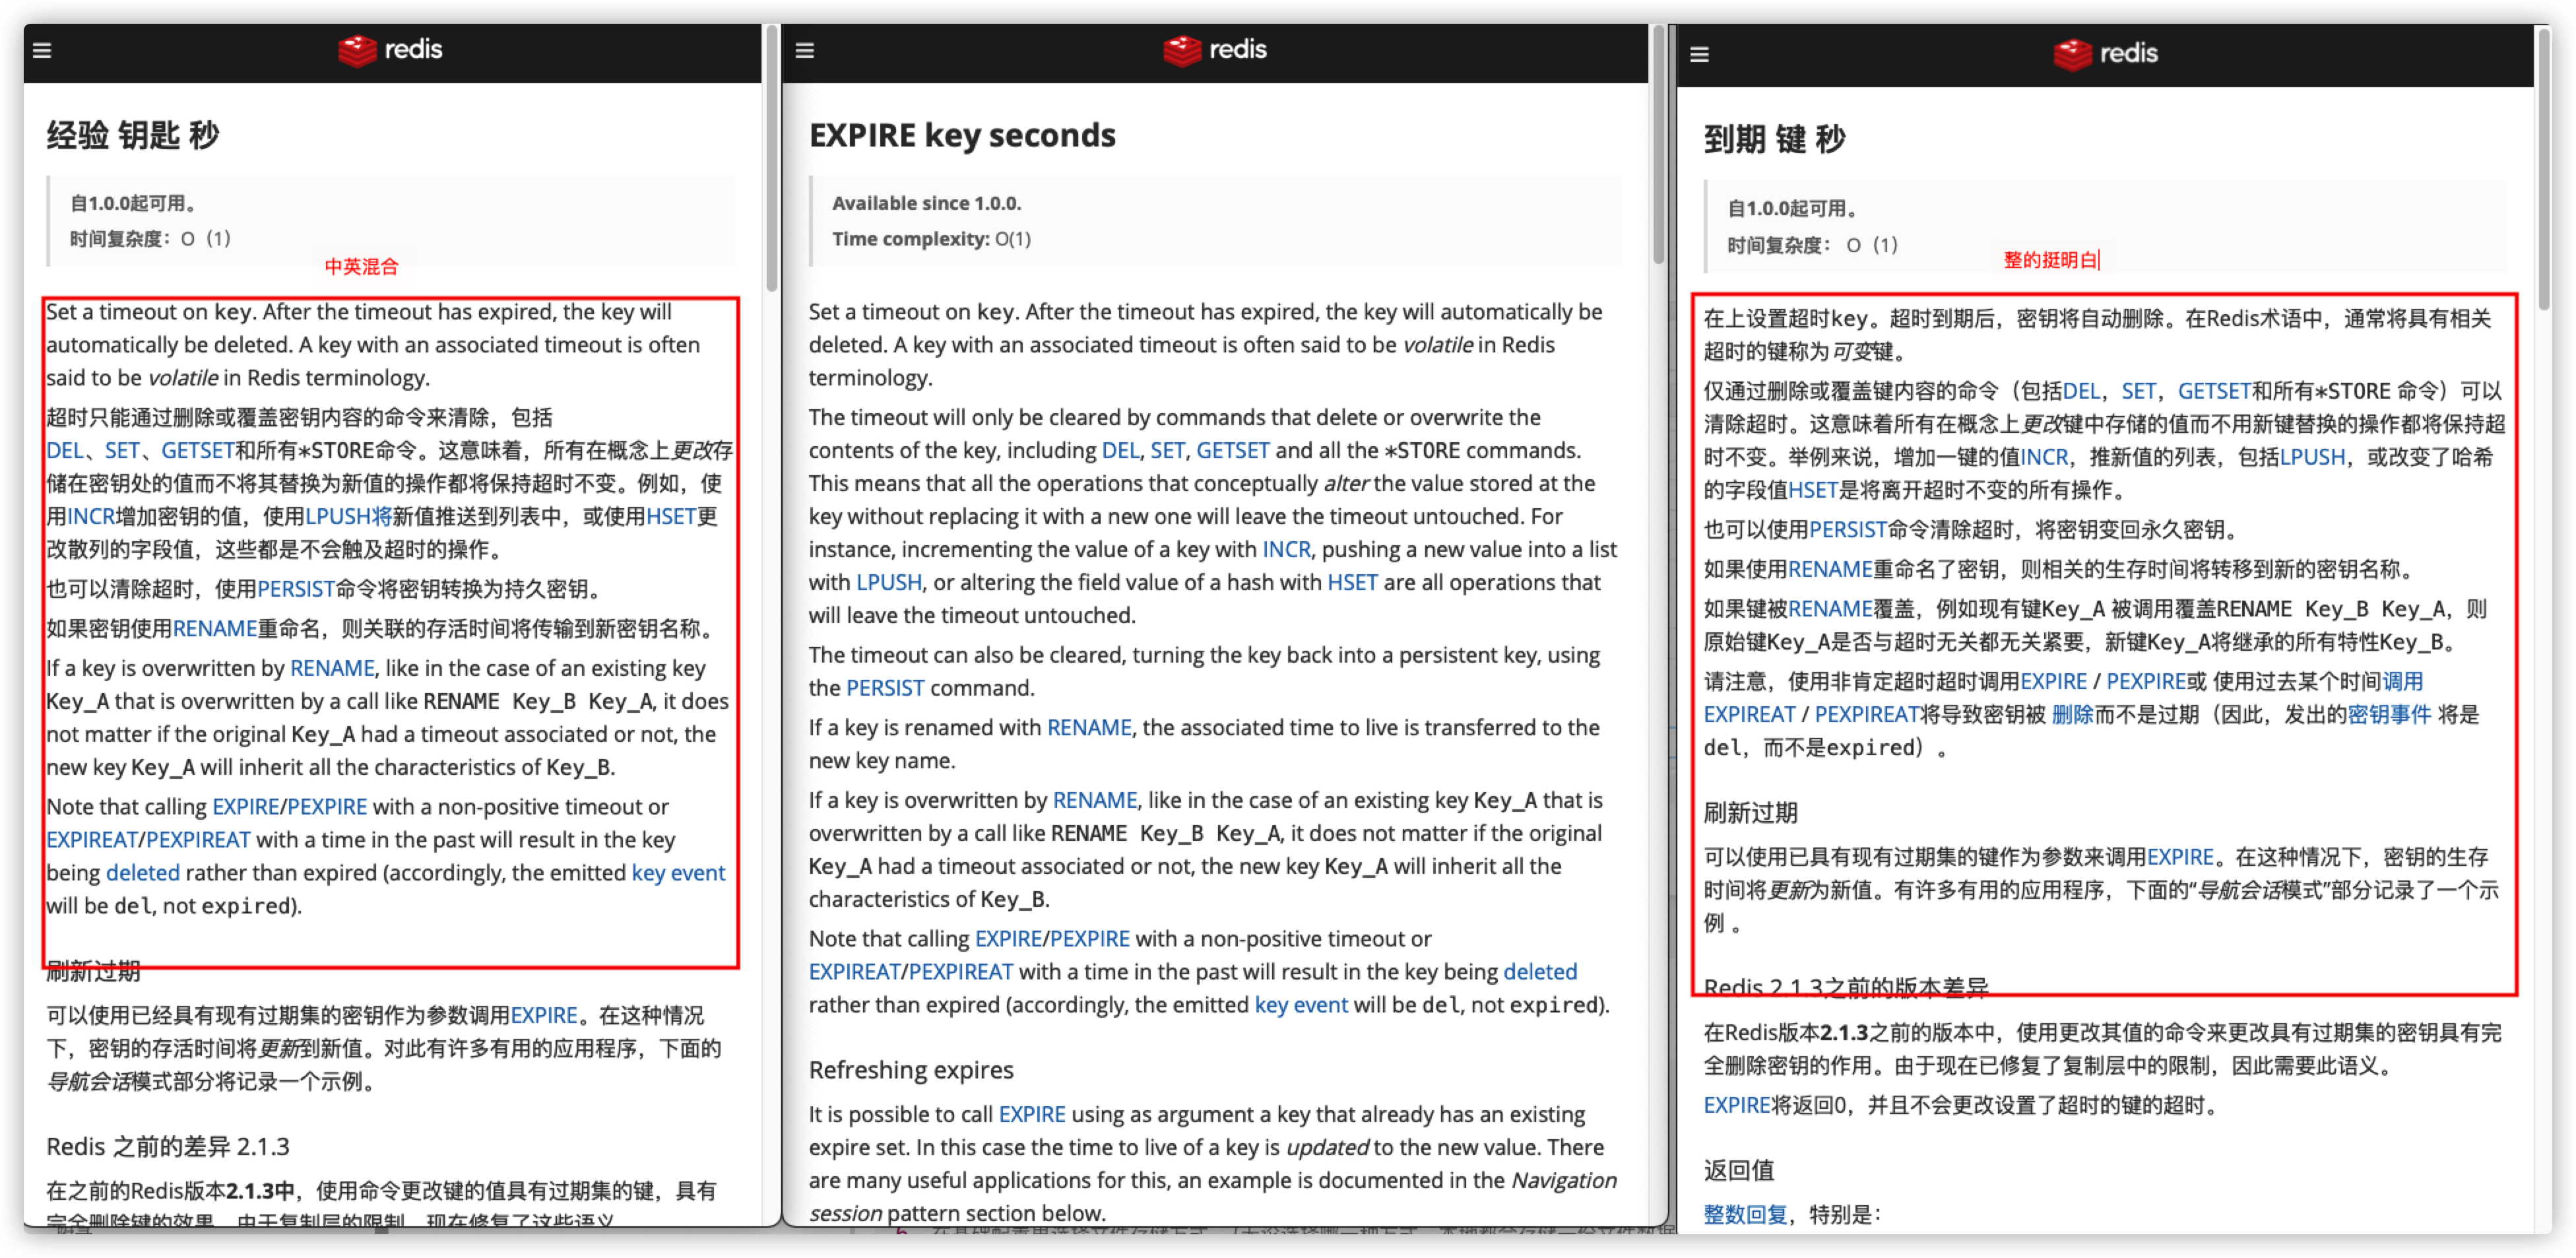 redis
经验 钥匙 秒
自1.0.0起可用。
时间复杂度：O（1）
中英混合
Set a timeout on key. After the timeout has expired, the key will
automatically be deleted. A key with an associated timeout is often
said to be volatile in Redis terminology.
超时只能通过删除或覆盖密钥内容的命令来清除，包括
DEL、SET、GETSET和所有*STORE命令。这意味着，所有在概念上更改存
储在密钥处的值而不将其替换为新值的操作都将保持超时不变。例如，使
用INCR增加密钥的值，使用LPUSH将新值推送到列表中，或使用HSET更
改散列的字段值，这些都是不会触及超时的操作。
也可以清除超时，使用PERSIST命令将密钥转换为持久密钥。
如果密钥使用RENAME重命名，则关联的存活时间将传输到新密钥名称。
If a key is overwritten by RENAME, like in the case of an existing key
Key_A that is overwritten by a call like RENAME Key_B Key_A, it does
not matter if the original Key_A had a timeout associated or not, the
new key Key_A will inherit all the characteristics of Key_B.
Note that calling EXPIRE/PEXPIRE with a non-positive timeout or
EXPIREAT/PEXPIREAT with a time in the past will result in the key
being deleted rather than expired (accordingly, the emitted key event
will be del, not expired).
刷新过期
可以使用已经具有现有过期集的密钥作为参数调用EXPIRE。在这种情况
下，密钥的存活时间将更新到新值。对此有许多有用的应用程序，下面的
导航会话模式部分将记录一个示例。
Redis 之前的差异 2.1.3
在之前的Redis版本2.1.3中，使用命令更改键的值具有过期集的键，具有
完全删除键的效果。由于复制层的限制，现在修复了这些语义
redis
EXPIRE key seconds
Available since 1.0.0.
Time complexity: O(1)
Set a timeout on key. After the timeout has expired, the key will automatically be
deleted. A key with an associated timeout is often said to be volatile in Redis
terminology.
The timeout will only be cleared by commands that delete or overwrite the
contents of the key, including DEL, SET, GETSET and all the *STORE commands.
This means that all the operations that conceptually alter the value stored at the
key without replacing it with a new one will leave the timeout untouched. For
instance, incrementing the value of a key with INCR, pushing a new value into a list
with LPUSH, or altering the field value of a hash with HSET are all operations that
will leave the timeout untouched.
The timeout can also be cleared, turning the key back into a persistent key, using
the PERSIST command.
If a key is renamed with RENAME, the associated time to live is transferred to the
new key name.
If a key is overwritten by RENAME, like in the case of an existing key Key_A that is
overwritten by a call like RENAME Key_B Key_A, it does not matter if the original
Key_A had a timeout associated or not, the new key Key_A will inherit all the
characteristics of Key_B.
Note that calling EXPIRE/PEXPIRE with a non-positive timeout or
EXPIREAT/PEXPIREAT with a time in the past will result in the key being deleted
rather than expired (accordingly, the emitted key event will be del, not expired).
Refreshing expires
It is possible to call EXPIRE using as argument a key that already has an existing
expire set. In this case the time to live of a key is updated to the new value. There
are many useful applications for this, an example is documented in the Navigation
session pattern section below.
redis
到期 键 秒
自1.0.0起可用。
时间复杂度： O（1）
整的挺明白
在上设置超时key。超时到期后，密钥将自动删除。在Redis术语中，通常将具有相关
超时的键称为可变键。
仅通过删除或覆盖键内容的命令（包括DEL，SET，GETSET和所有*STORE 命令）可以
清除超时。这意味着所有在概念上更改键中存储的值而不用新键替换的操作都将保持超
时不变。举例来说，增加一键的值INCR，推新值的列表，包括LPUSH，或改变了哈希
的字段值HSET是将离开超时不变的所有操作。
也可以使用PERSIST命令清除超时，将密钥变回永久密钥。
如果使用RENAME重命名了密钥，则相关的生存时间将转移到新的密钥名称。
如果键被RENAME覆盖，例如现有键Key_A 被调用覆盖RENAME Key_B Key_A，则
原始键Key_A是否与超时无关都无关紧要，新键Key_A将继承的所有特性Key_B。
请注意，使用非肯定超时超时调用EXPIRE / PEXPIRE或 使用过去某个时间调用
EXPIREAT / PEXPIREAT将导致密钥被 删除而不是过期（因此，发出的密钥事件 将是
del，而不是expired）。
刷新过期
可以使用已具有现有过期集的键作为参数来调用EXPIRE。在这种情况下，密钥的生存
时间将更新为新值。有许多有用的应用程序，下面的“导航会话模式”部分记录了一个示
例 。
Redis 2.1.3之前的版本差异
在Redis版本2.1.3之前的版本中，使用更改其值的命令来更改具有过期集的密钥具有完
全删除密钥的作用。由于现在已修复了复制层中的限制，因此需要此语义。
EXPIRE将返回0，并且不会更改设置了超时的键的超时。
返回值
整数回复，特别是：